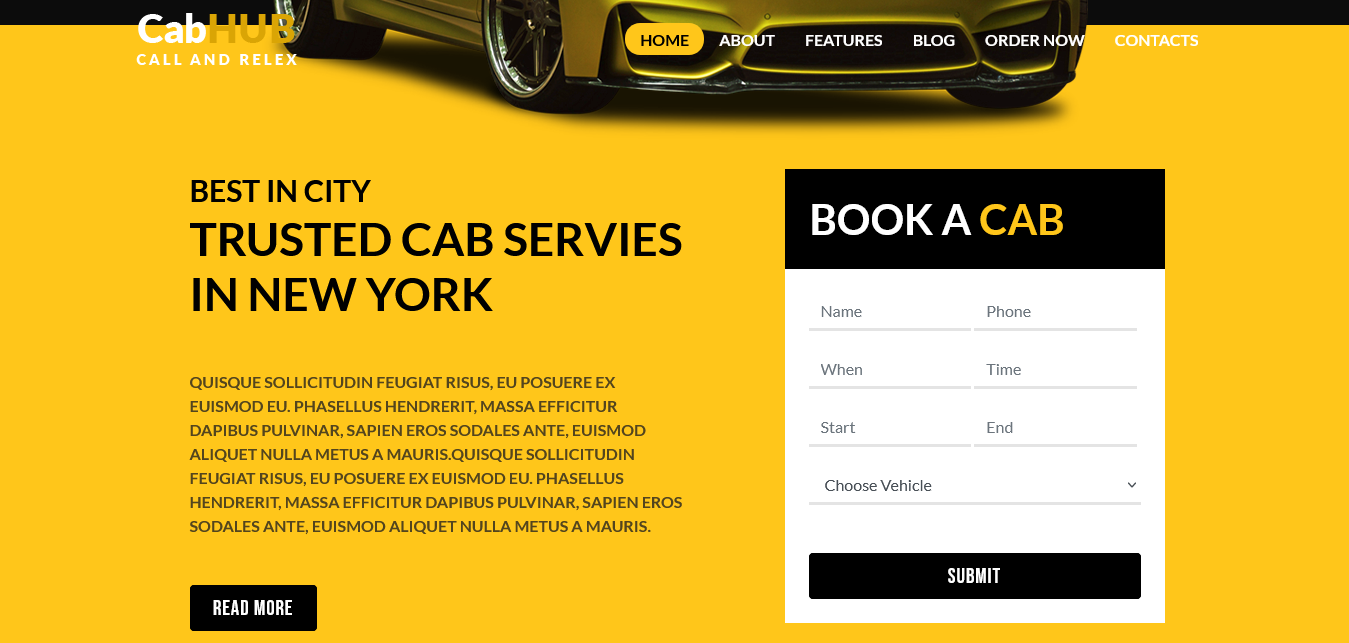 CabHUB
CALL AND RELEX
HOME ABOUT FEATURES BLOG ORDER NOW CONTACTS
BEST IN CITY
TRUSTED CAB SERVIES
IN NEW YORK
QUISQUE SOLLICITUDIN FEUGIAT RISUS, EU POSUERE EX
EUISMOD EU. PHASELLUS HENDRERIT, MASSA EFFICITUR
DAPIBUS PULVINAR, SAPIEN EROS SODALES ANTE, EUISMOD
ALIQUET NULLA METUS A MAURIS.QUISQUE SOLLICITUDIN
FEUGIAT RISUS, EU POSUERE EX EUISMOD EU. PHASELLUS
HENDRERIT, MASSA EFFICITUR DAPIBUS PULVINAR, SAPIEN EROS
SODALES ANTE, EUISMOD ALIQUET NULLA METUS A MAURIS.
READ MORE
BOOK A CAB
Name Phone
When Time
Start End
Choose Vehicle
SUBMIT